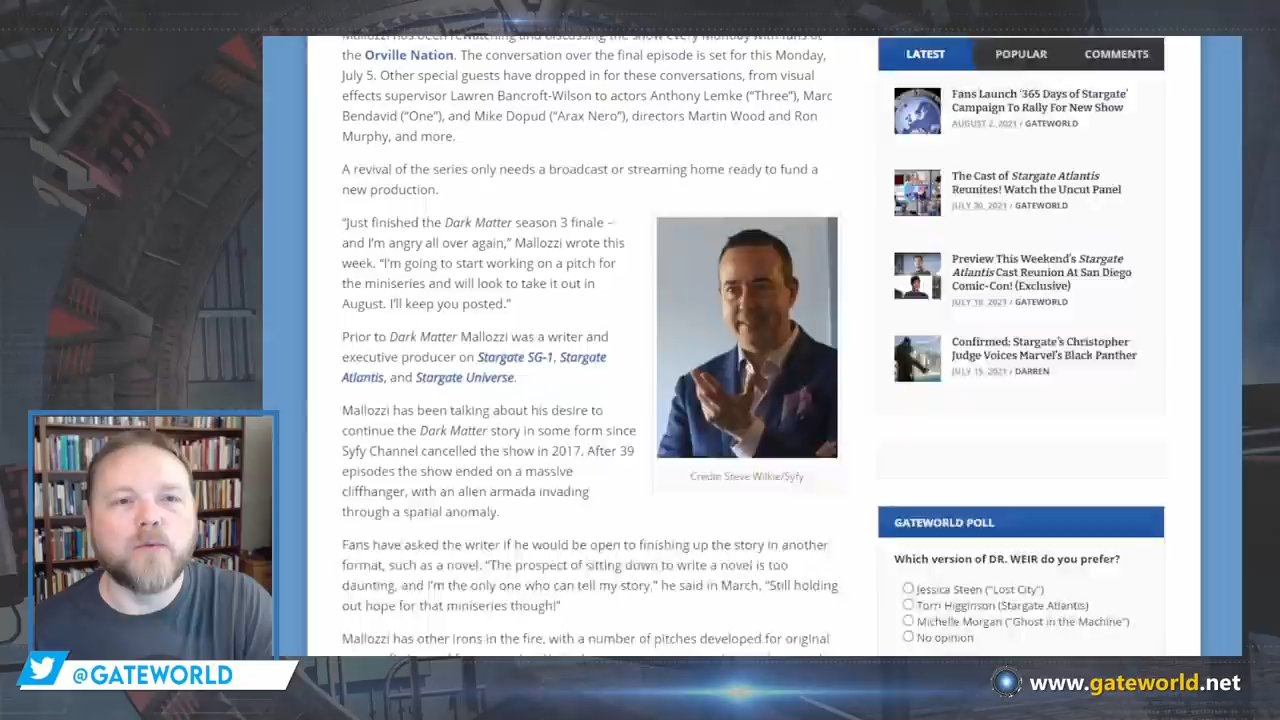 Mallozzi has been rewatching and discussing the show every Monday with fans at
the Orville Nation. The conversation over the final episode is set for this Monday,
July 5. Other special guests have dropped in for these conversations, from visual
effects supervisor Lawren Bancroft-Wilson to actors Anthony Lemke (“Three”), Marc
Bendavid (“One”), and Mike Dopud (“Arax Nero”), directors Martin Wood and Ron
Murphy, and more.
A revival of the series only needs a broadcast or streaming home ready to fund a
new production.
“Just finished the Dark Matter season 3 finale –
and I’m angry all over again,” Mallozzi wrote this
week. “I’m going to start working on a pitch for
the miniseries and will look to take it out in
August. I’ll keep you posted.”
Prior to Dark Matter Mallozzi was a writer and
executive producer on Stargate SG-1, Stargate
Atlantis, and Stargate Universe.
Mallozzi has been talking about his desire to
continue the Dark Matter story in some form since
Syfy Channel cancelled the show in 2017. After 39
episodes the show ended on a massive
cliffhanger, with an alien armada invading
through a spatial anomaly.
Credit: Steve Wilkie/Syfy
Fans have asked the writer if he would be open to finishing up the story in another
format, such as a novel. “The prospect of sitting down to write a novel is too
daunting, and I’m the only one who can tell my story,” he said in March. “Still holding
out hope for that miniseries though!”
Mallozzi has other irons in the fire, with a number of pitches developed for original
LATEST
POPULAR
COMMENTS
Fans Launch ‘365 Days of Stargate’
Campaign To Rally For New Show
AUGUST 2, 2021 / GATEWORLD
The Cast of Stargate Atlantis
Reunites! Watch the Uncut Panel
JULY 30, 2021 / GATEWORLD
Preview This Weekend’s Stargate
Atlantis Cast Reunion At San Diego
Comic-Con! (Exclusive)
JULY 19, 2021 / GATEWORLD
Confirmed: Stargate’s Christopher
Judge Voices Marvel’s Black Panther
JULY 15, 2021 / DARREN
GATEWORLD POLL
Which version of DR. WEIR do you prefer?
Jessica Steen (“Lost City”)
Torri Higginson (Stargate Atlantis)
Michelle Morgan (“Ghost in the Machine”)
No opinion
@GATEWORLD
www.gateworld.net